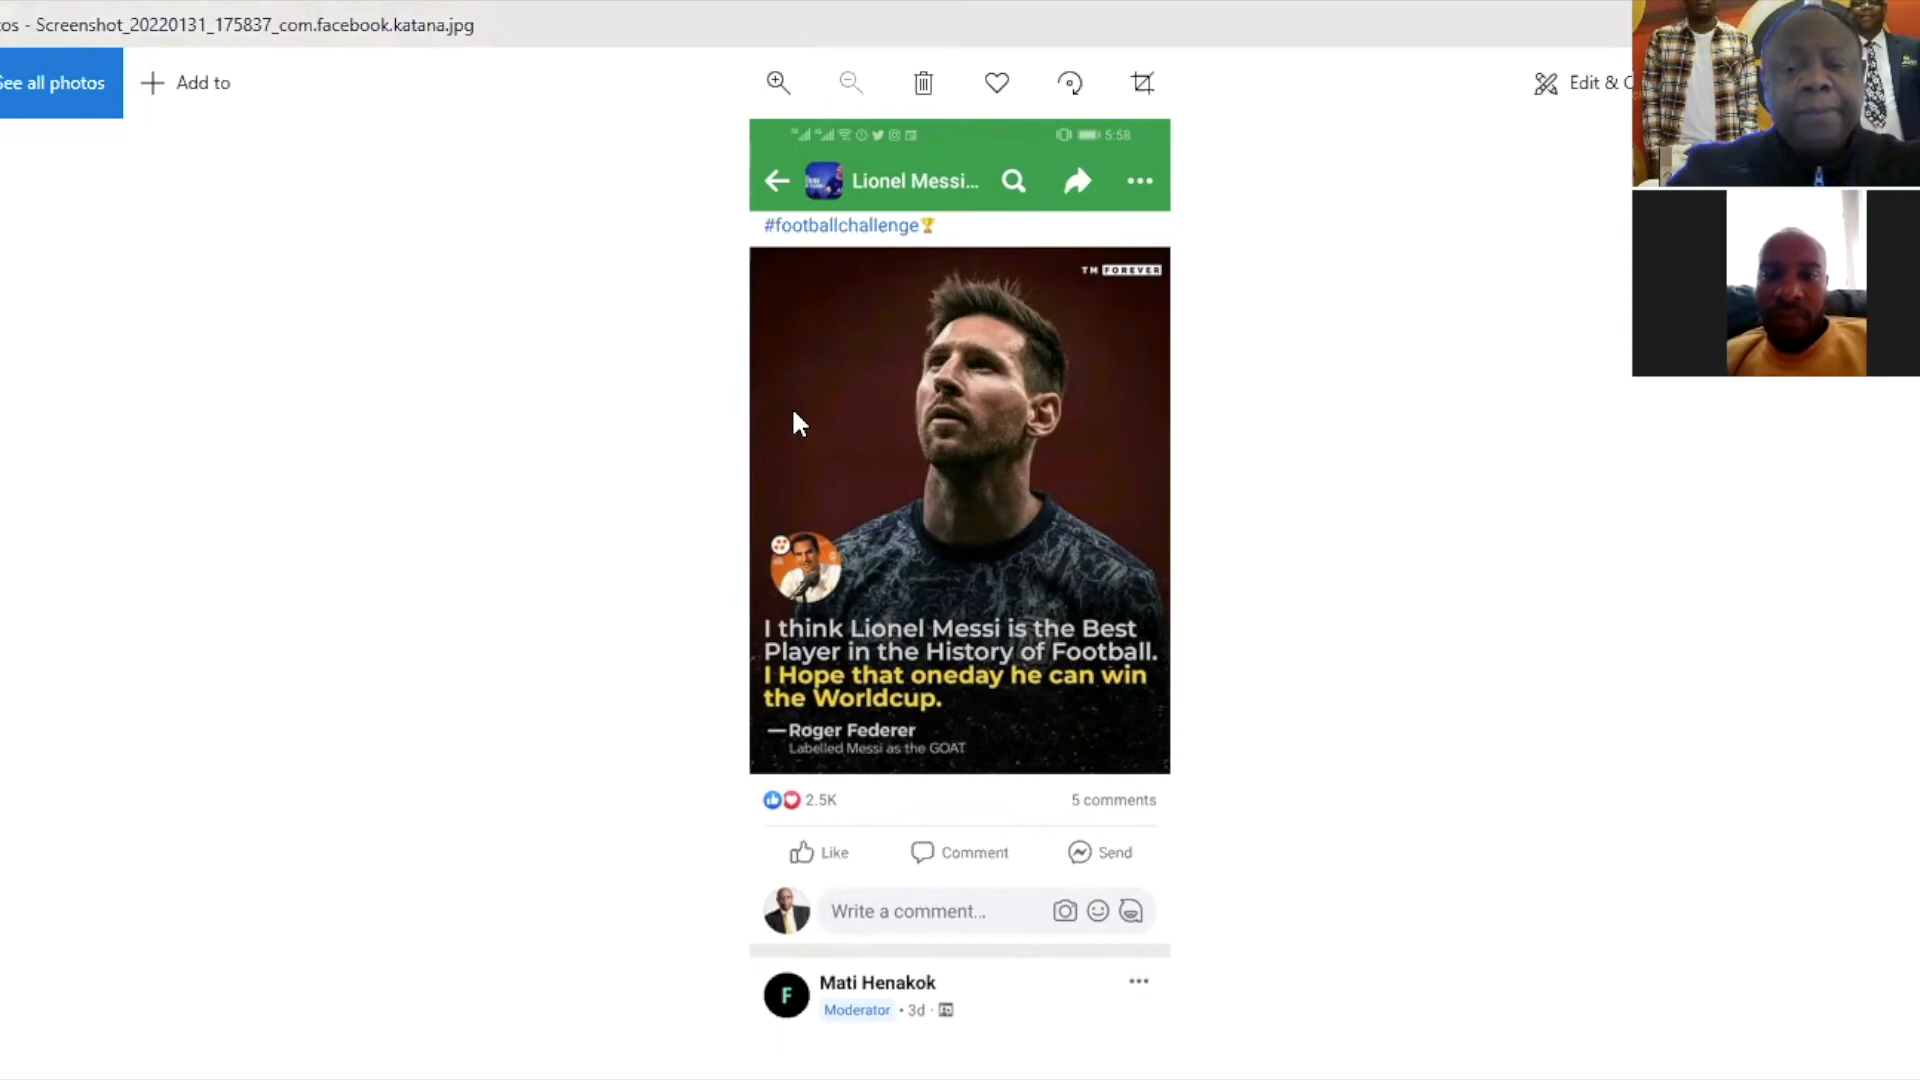 os - Screenshot_20220131_175837_com.facebook.katana.jpg
See all photos
Add to
Edit & C
5:58
Lionel Messi...
#footballchallenge🏆
TM FOREVER
I think Lionel Messi is the Best
Player in the History of Football.
I Hope that oneday he can win
the Worldcup.
—Roger Federer
Labelled Messi as the GOAT
2.5K
5 comments
Like
Comment
Send
Write a comment...
F
Mati Henakok
Moderator • 3d ·